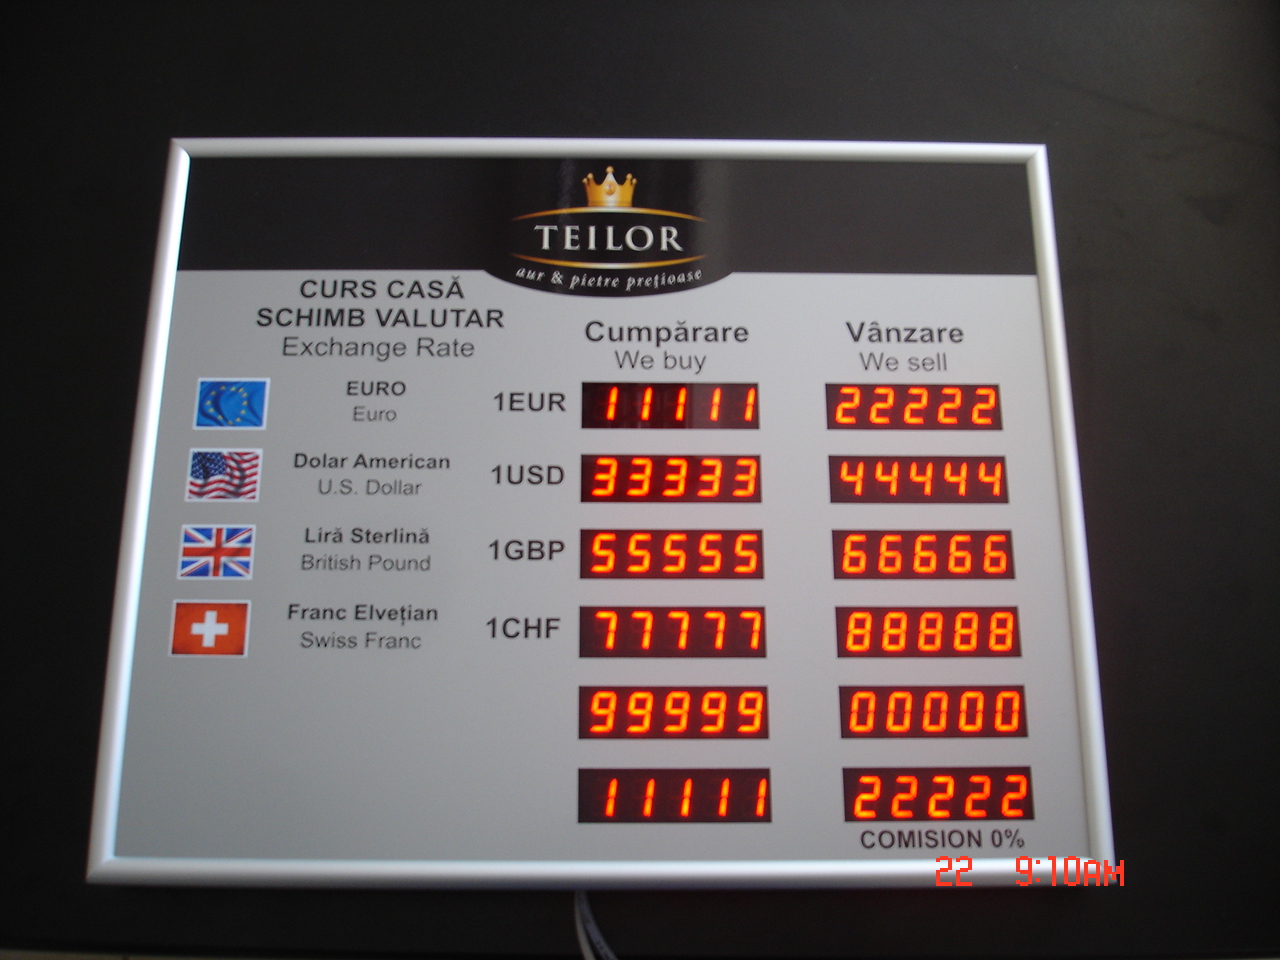 TEILOR
aur & pietre prețioase
CURS CASĂ
SCHIMB VALUTAR
Exchange Rate
Cumpărare
We buy
Vânzare
We sell
EURO
Euro
1EUR 11111 22222
Dolar American
U.S. Dollar
1USD 33333 44444
Liră Sterlină
British Pound
1GBP 55555 66666
Franc Elvețian
Swiss Franc
1CHF 77777 88888
99999 00000
11111 22222
COMISION 0%
22 9:10AM